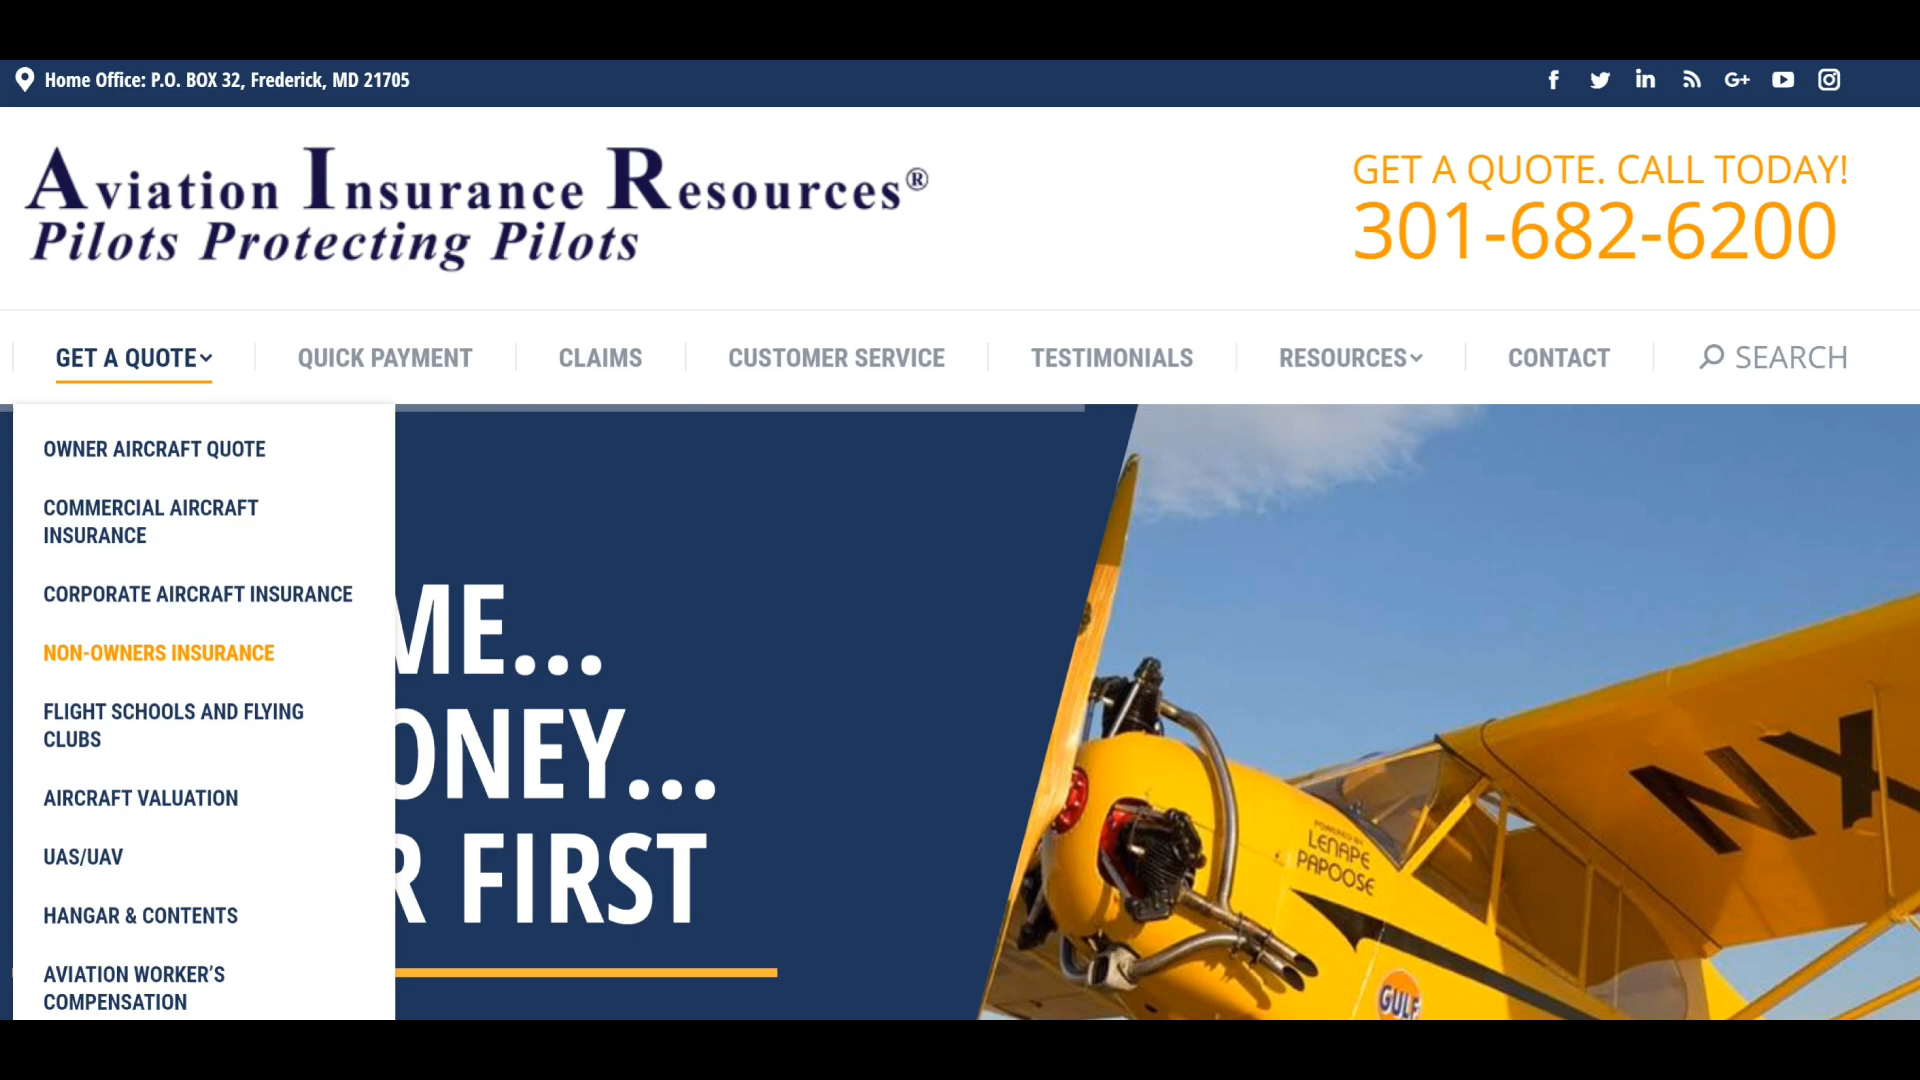 Home Office: P.O. BOX 32, Frederick, MD 21705
G+
Aviation Insurance Resources®
Pilots Protecting Pilots
GET A QUOTE. CALL TODAY!
301-682-6200
GET A QUOTE
QUICK PAYMENT
CLAIMS
CUSTOMER SERVICE
TESTIMONIALS
RESOURCES
CONTACT
SEARCH
OWNER AIRCRAFT QUOTE
COMMERCIAL AIRCRAFT
INSURANCE
CORPORATE AIRCRAFT INSURANCE
NON-OWNERS INSURANCE
FLIGHT SCHOOLS AND FLYING
CLUBS
AIRCRAFT VALUATION
UAS/UAV
HANGAR & CONTENTS
AVIATION WORKER'S
COMPENSATION
ME...
ONEY...
R FIRST
POWERED BY
LENAPE
PAPOOSE
NX
GULF